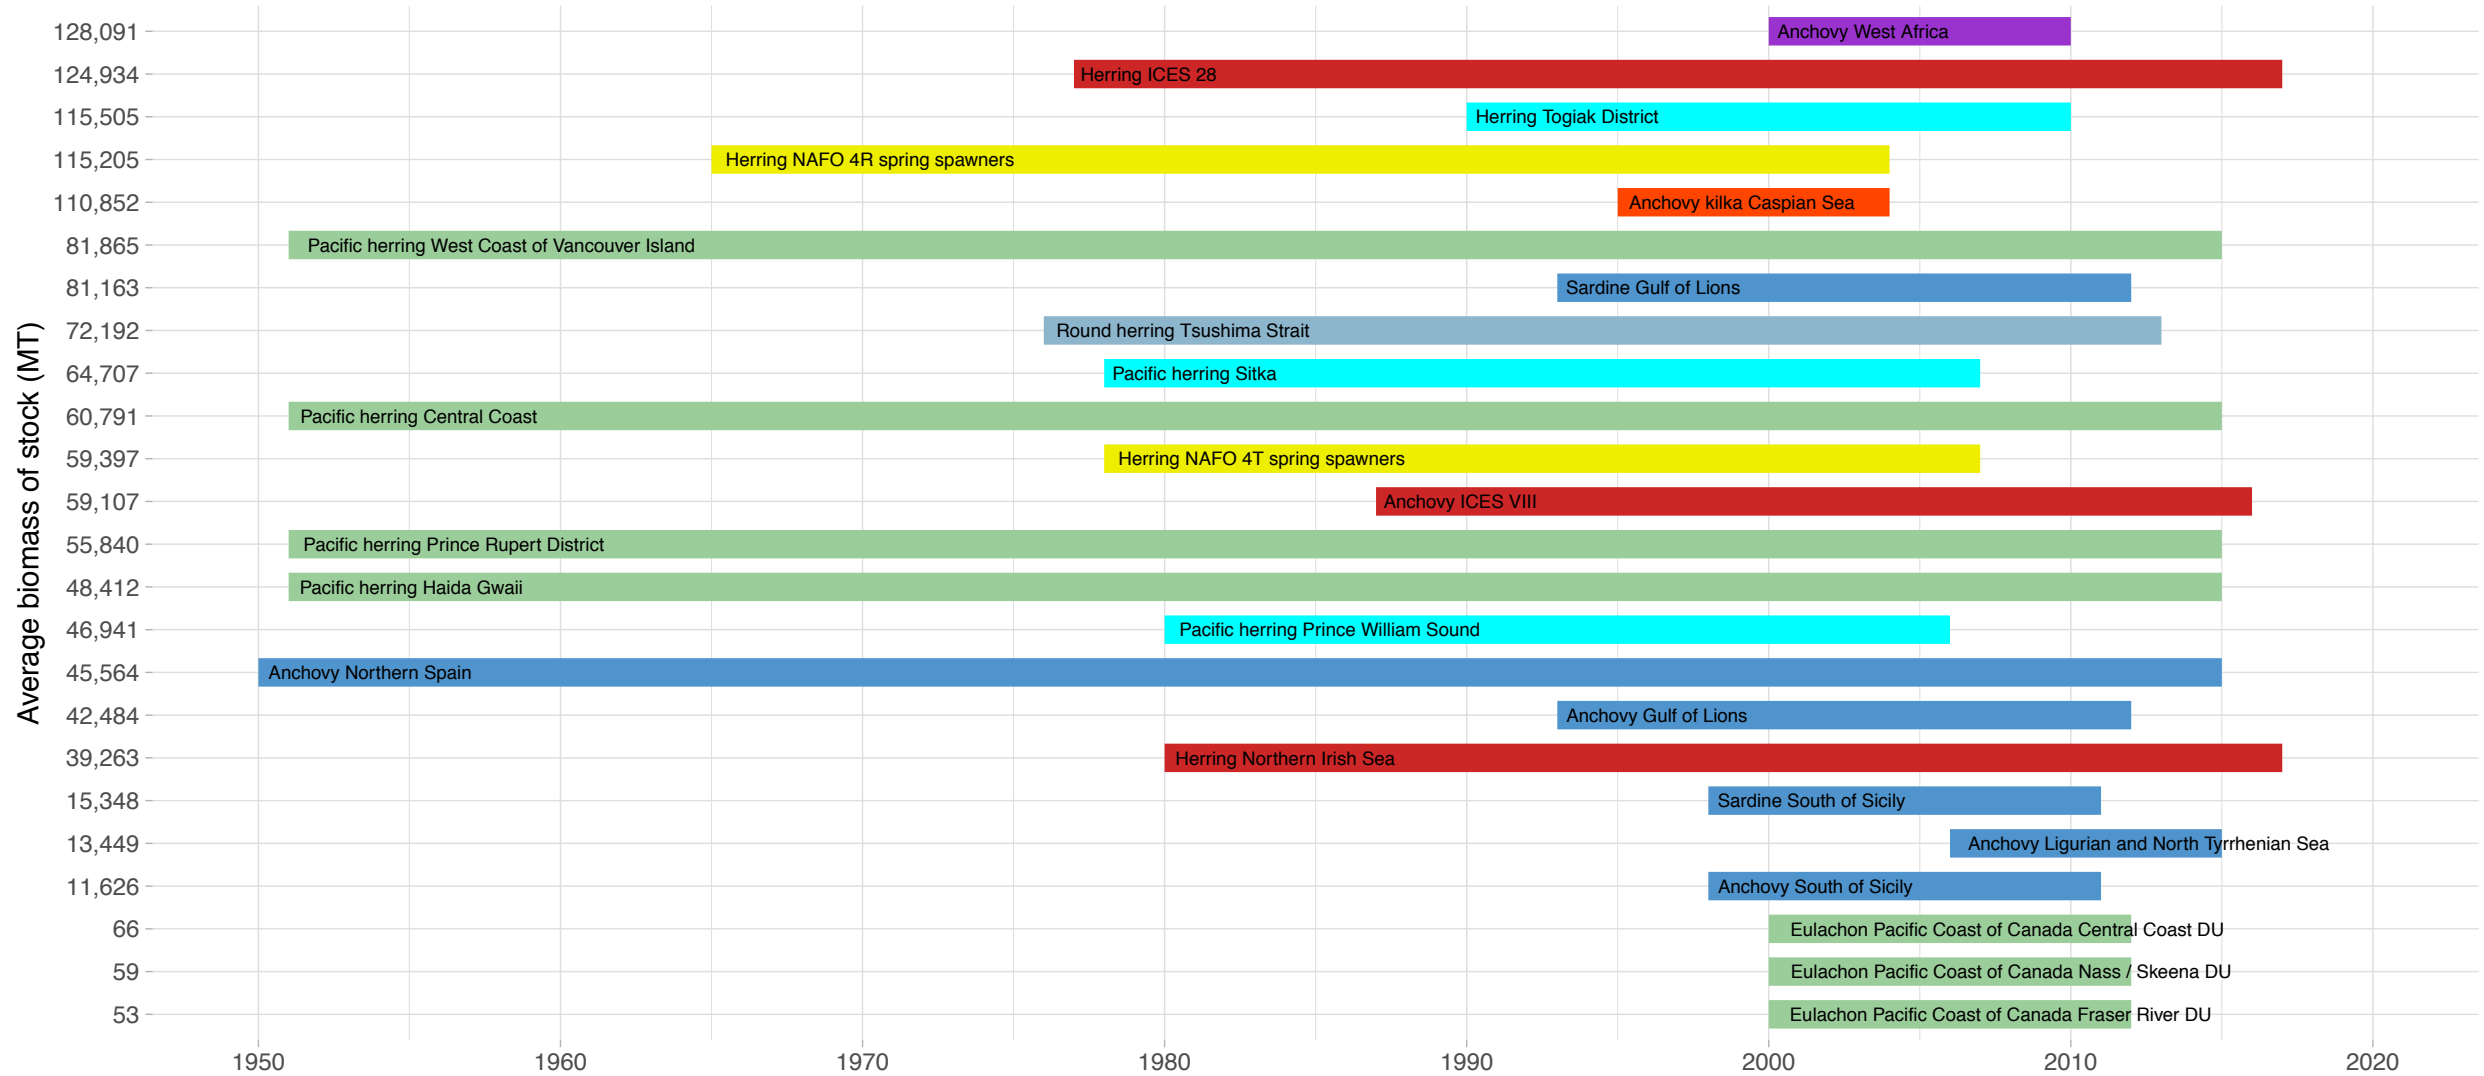 Average biomass of stock (MT)
128,091 Anchovy West Africa
124,934 Herring ICES 28
115,505 Herring Togiak District
115,205 Herring NAFO 4R spring spawners
110,852 Anchovy kilka Caspian Sea
81,865 Pacific herring West Coast of Vancouver Island
81,163 Sardine Gulf of Lions
72,192 Round herring Tsushima Strait
64,707 Pacific herring Sitka
60,791 Pacific herring Central Coast
59,397 Herring NAFO 4T spring spawners
59,107 Anchovy ICES VIII
55,840 Pacific herring Prince Rupert District
48,412 Pacific herring Haida Gwaii
46,941 Pacific herring Prince William Sound
45,564 Anchovy Northern Spain
42,484 Anchovy Gulf of Lions
39,263 Herring Northern Irish Sea
15,348 Sardine South of Sicily
13,449 Anchovy Ligurian and North Tyrrhenian Sea
11,626 Anchovy South of Sicily
66 Eulachon Pacific Coast of Canada Central Coast DU
59 Eulachon Pacific Coast of Canada Nass / Skeena DU
53 Eulachon Pacific Coast of Canada Fraser River DU
1950 1960 1970 1980 1990 2000 2010 2020